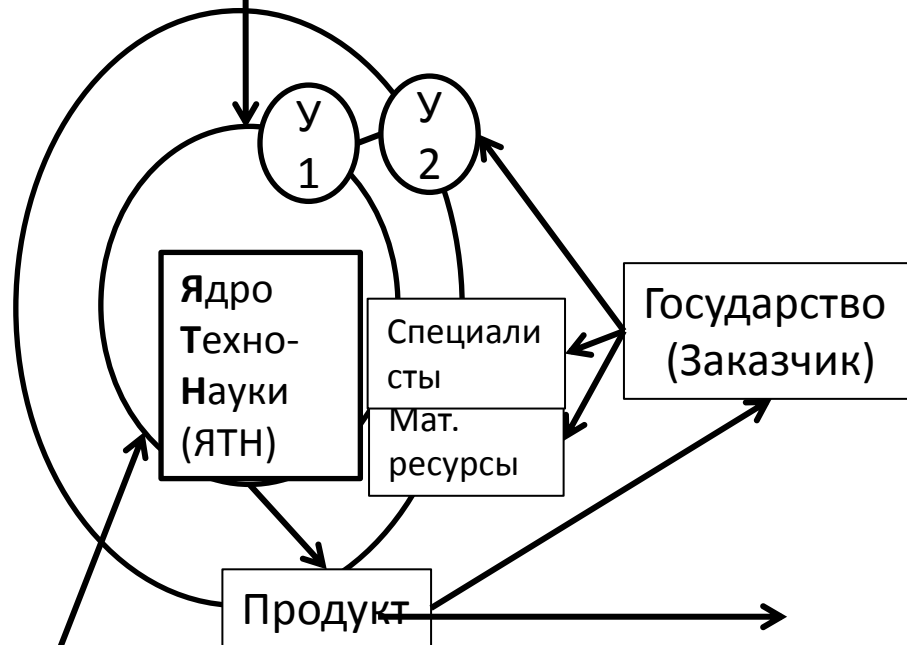 У
1
У
2
Ядро
Техно-
Науки
(ЯТН)
Специали
сты
Мат.
ресурсы
Государство
(Заказчик)
Продукт